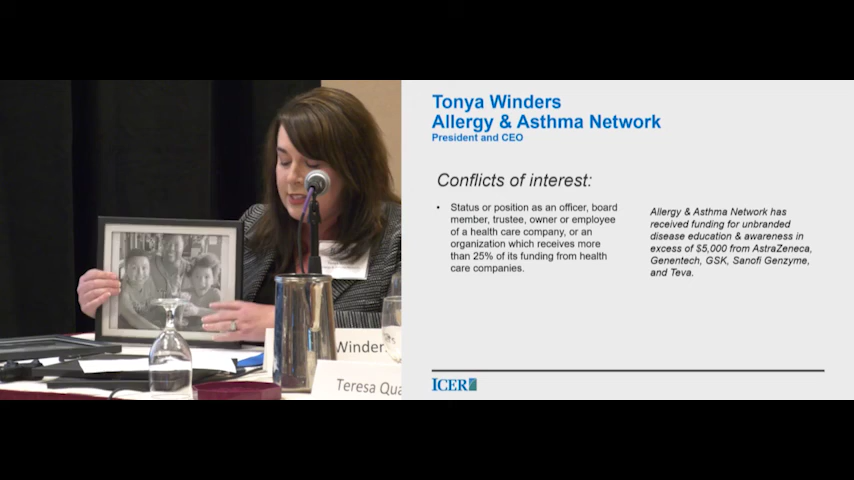 Tonya Winders
Allergy & Asthma Network
President and CEO
Conflicts of interest:
• Status or position as an officer, board
member, trustee, owner or employee
of a health care company, or an
organization which receives more
than 25% of its funding from health
care companies.
Allergy & Asthma Network has
received funding for unbranded
disease education & awareness in
excess of $5,000 from AstraZeneca,
Genentech, GSK, Sanofi Genzyme,
and Teva.
Winder
Teresa Qua
ICER